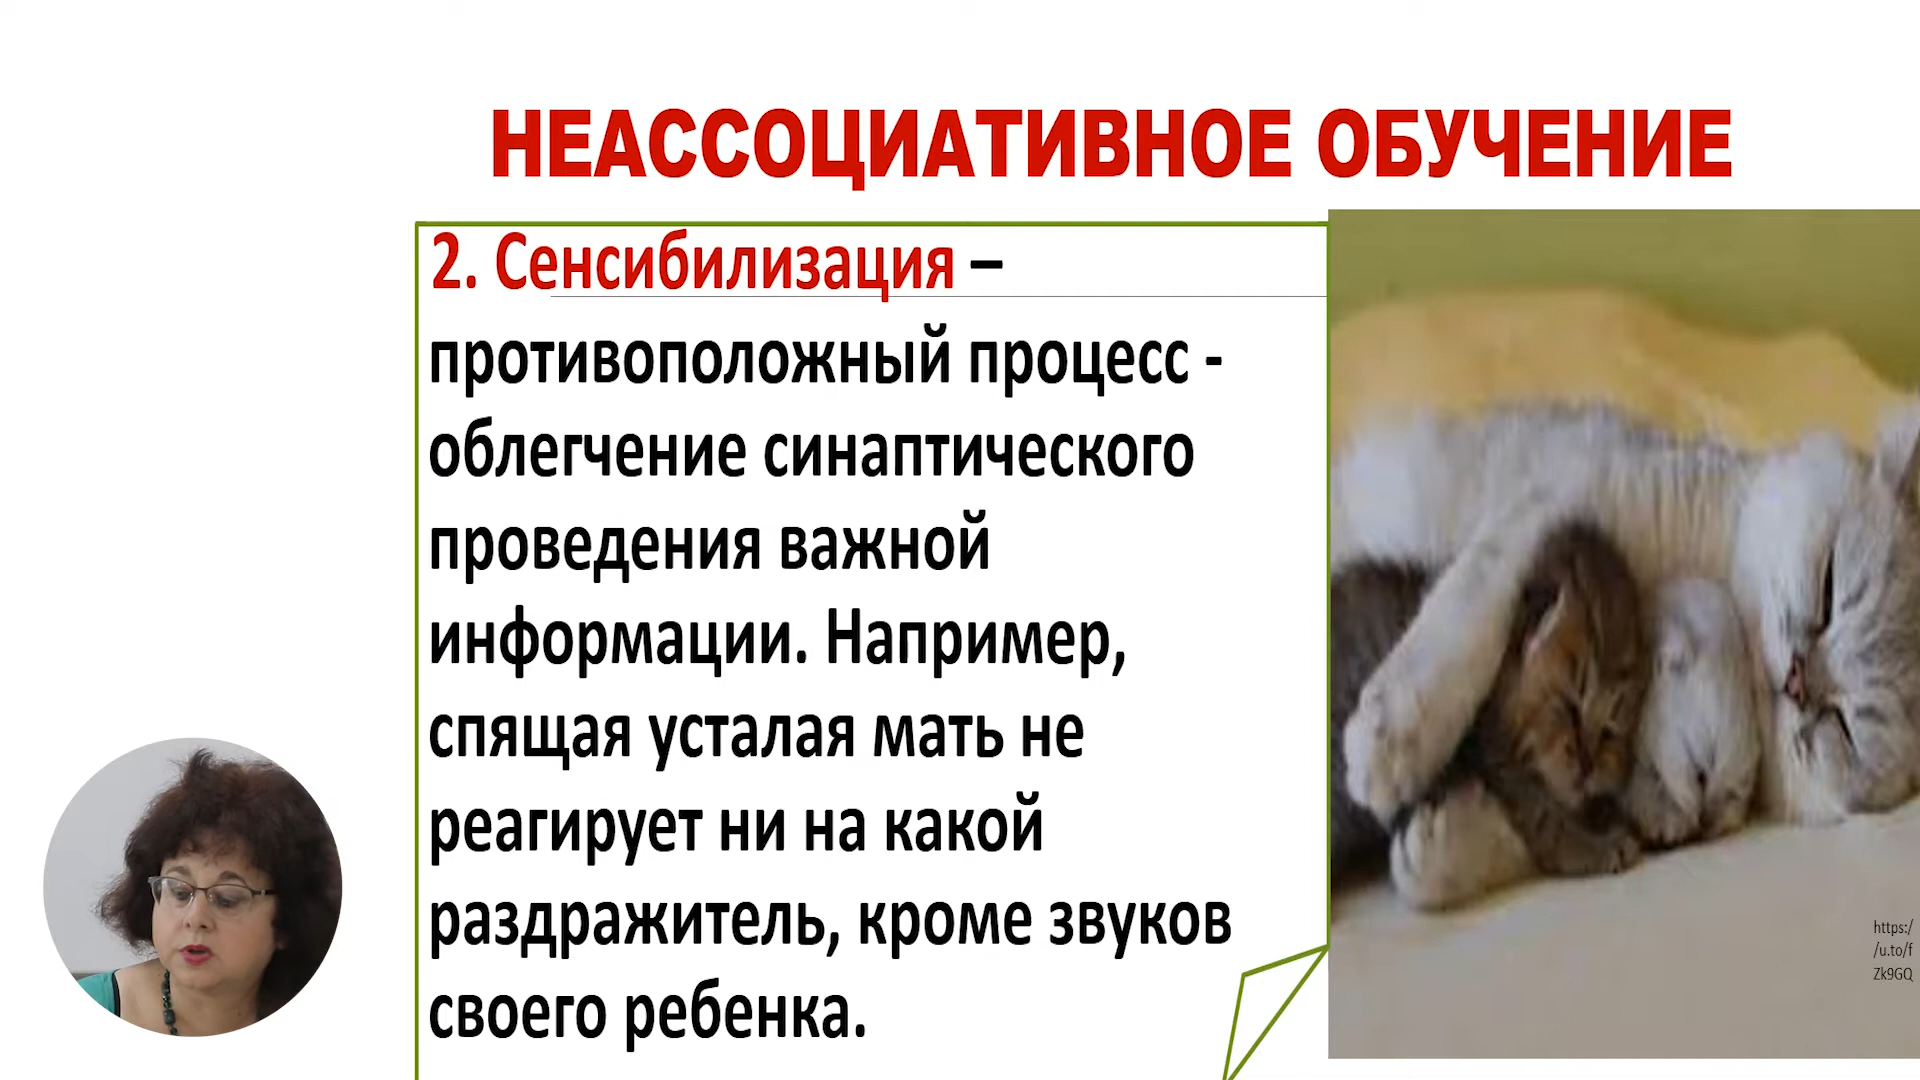 НЕАССОЦИАТИВНОЕ ОБУЧЕНИЕ
2. Сенсибилизация –
противоположный процесс -
облегчение синаптического
проведения важной
информации. Например,
спящая усталая мать не
реагирует ни на какой
раздражитель, кроме звуков
своего ребенка.
https:/
/u.to/f
Zk9GQ